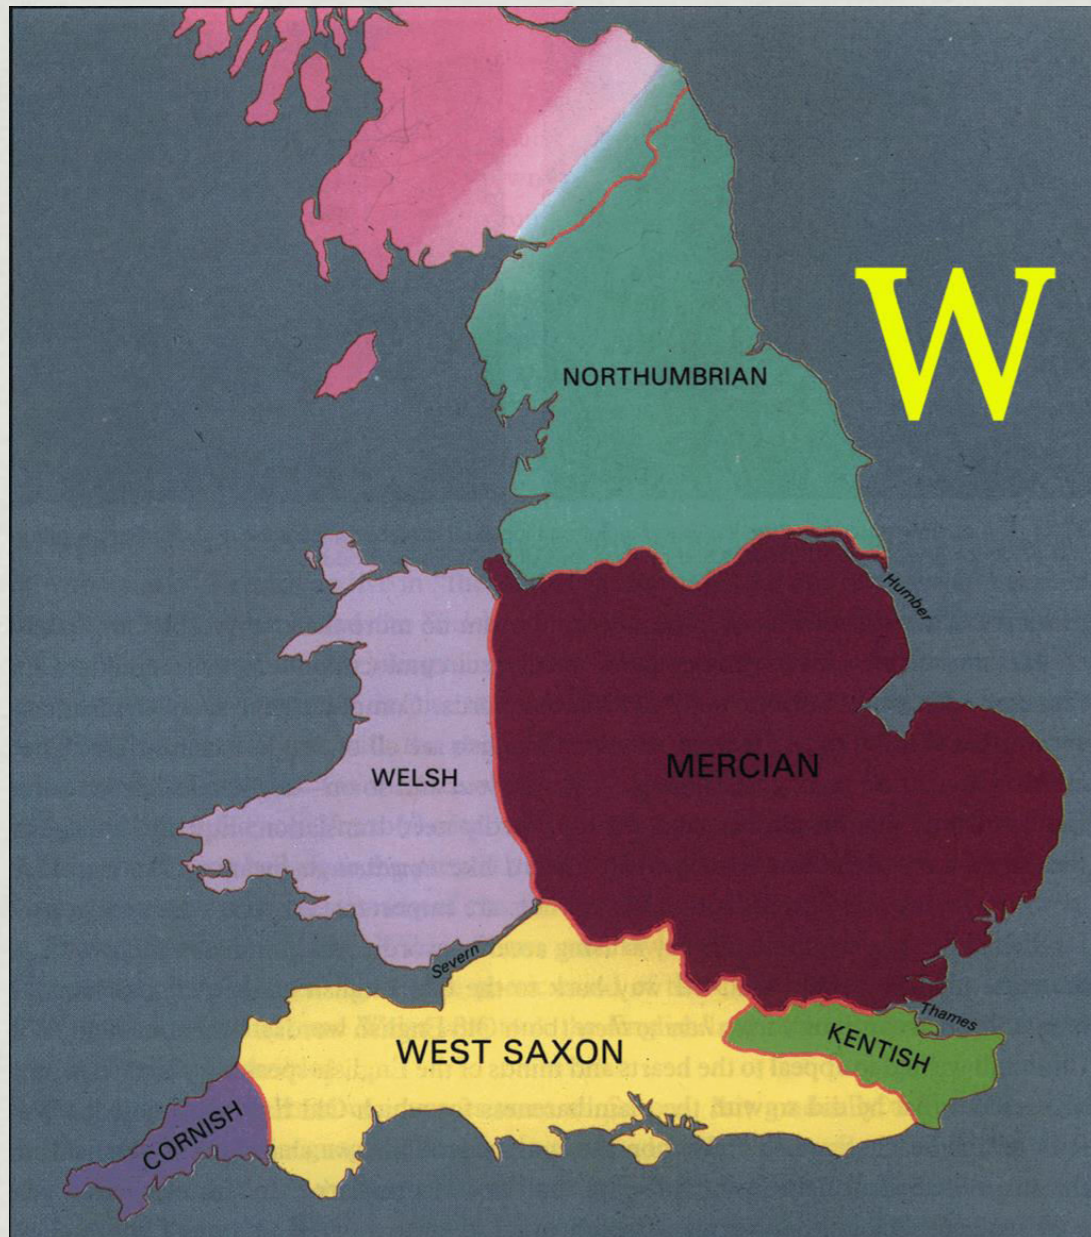 W
NORTHUMBRIAN
Humber
WELSH
MERCIAN
Severn
Thames
WEST SAXON
KENTISH
CORNISH